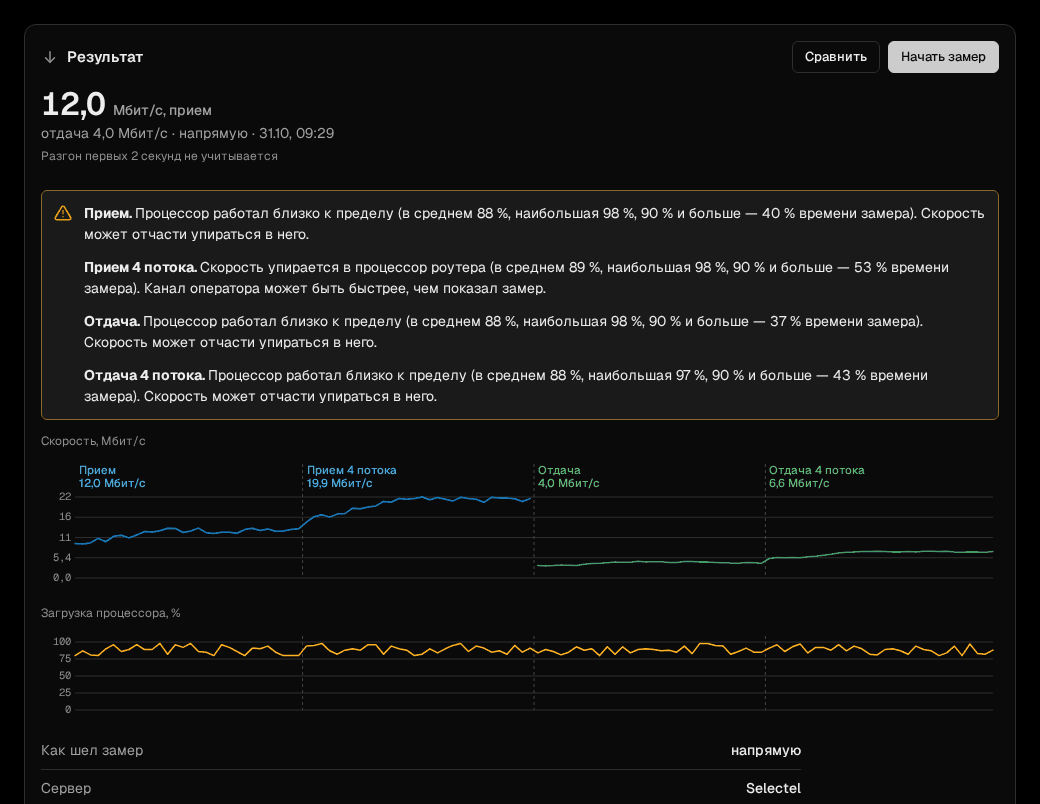 Результат
Сравнить
Начать замер
12,0 Мбит/с, прием
отдача 4,0 Мбит/с · напрямую · 31.10, 09:29
Разгон первых 2 секунд не учитывается
Прием. Процессор работал близко к пределу (в среднем 88 %, наибольшая 98 %, 90 % и больше — 40 % времени замера). Скорость
может отчасти упираться в него.
Прием 4 потока. Скорость упирается в процессор роутера (в среднем 89 %, наибольшая 98 %, 90 % и больше — 53 % времени
замера). Канал оператора может быть быстрее, чем показал замер.
Отдача. Процессор работал близко к пределу (в среднем 88 %, наибольшая 98 %, 90 % и больше — 37 % времени замера).
Скорость может отчасти упираться в него.
Отдача 4 потока. Процессор работал близко к пределу (в среднем 88 %, наибольшая 97 %, 90 % и больше — 43 % времени
замера). Скорость может отчасти упираться в него.
Скорость, Мбит/с
Прием
12,0 Мбит/с
Прием 4 потока
19,9 Мбит/с
Отдача
4,0 Мбит/с
Отдача 4 потока
6,6 Мбит/с
22
16
11
5,4
0,0
Загрузка процессора, %
100
75
50
25
0
Как шел замер
напрямую
Сервер
Selectel